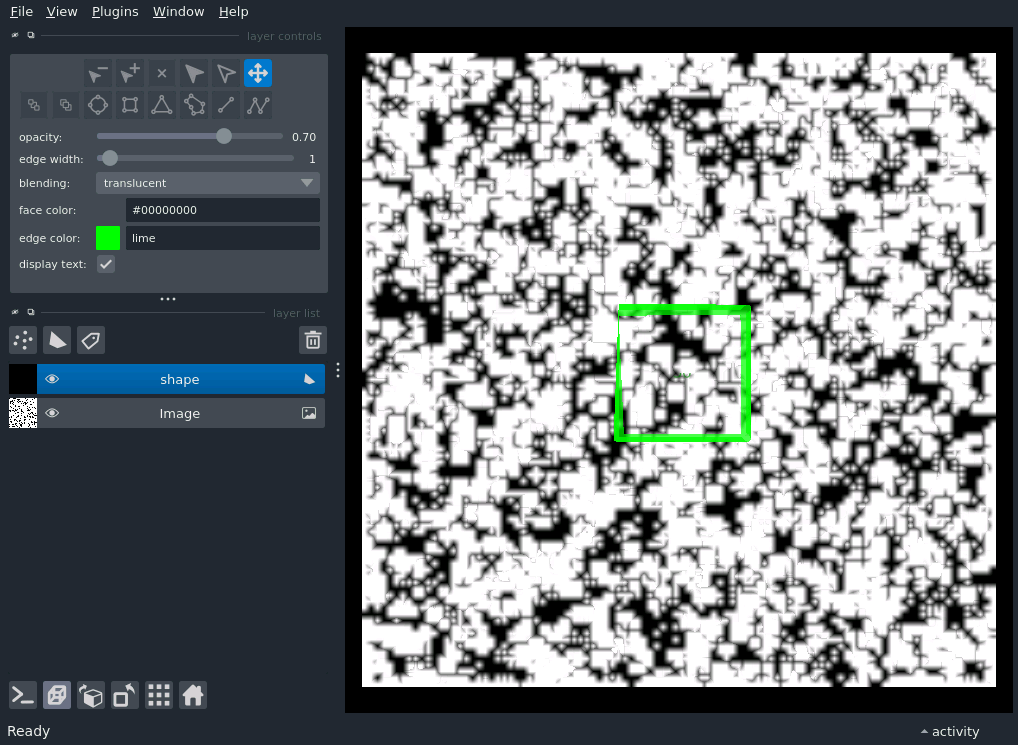 File View Plugins Window Help
layer controls
opacity: 0.70
edge width: 1
blending: translucent
face color: #00000000
edge color: lime
display text:
layer list
shape
Image
Ready activity